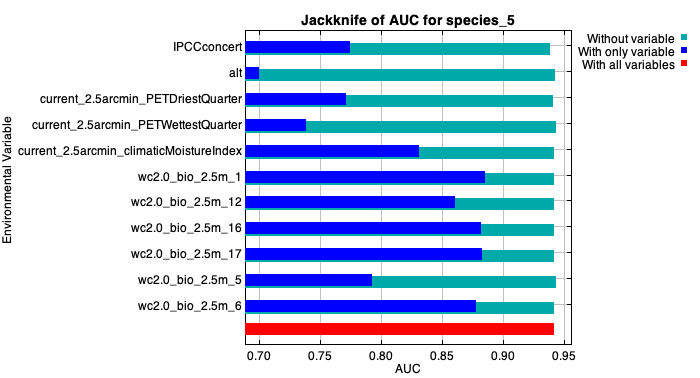 Jackknife of AUC for species_5
Without variable
With only variable
With all variables
Environmental Variable
IPCCconcert
alt
current_2.5arcmin_PETDriestQuarter
current_2.5arcmin_PETWettestQuarter
current_2.5arcmin_climaticMoistureIndex
wc2.0_bio_2.5m_1
wc2.0_bio_2.5m_12
wc2.0_bio_2.5m_16
wc2.0_bio_2.5m_17
wc2.0_bio_2.5m_5
wc2.0_bio_2.5m_6
0.70 0.75 0.80 0.85 0.90 0.95
AUC